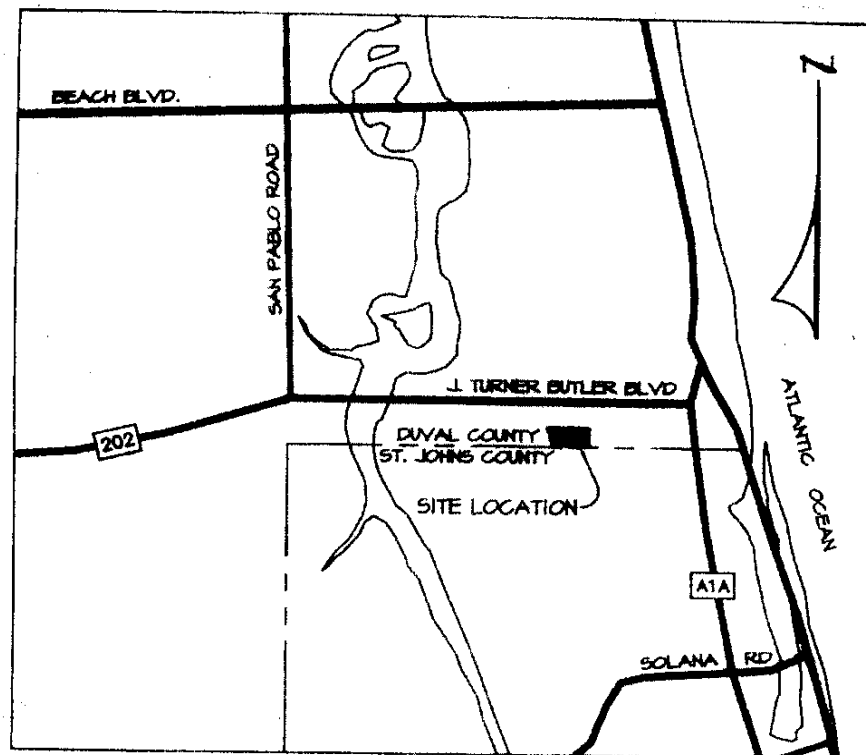 N
BEACH BLVD.
SAN PABLO ROAD
J. TURNER BUTLER BLVD
202
ATLANTIC OCEAN
DUVAL COUNTY
ST. JOHNS COUNTY
SITE LOCATION
A1A
SOLANA RD